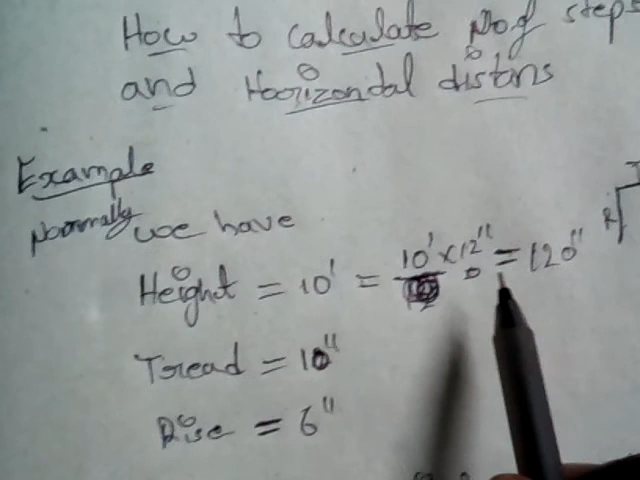 How to calculate No of steps
and Horizondal distans
Example
Normally we have
Height = 10' = 10' × 12" = 120"
Tread = 10"
Rise = 6"
R